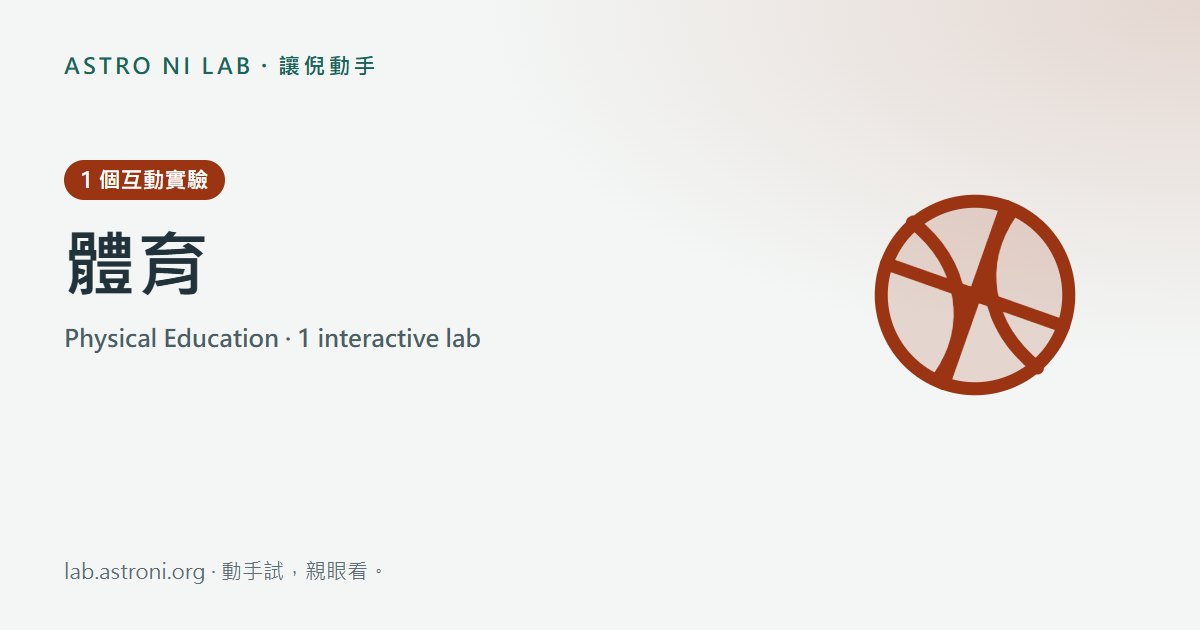 ASTRO NI LAB · 讓倪動手
1 個互動實驗
體育
Physical Education · 1 interactive lab
lab.astroni.org · 動手試，親眼看。